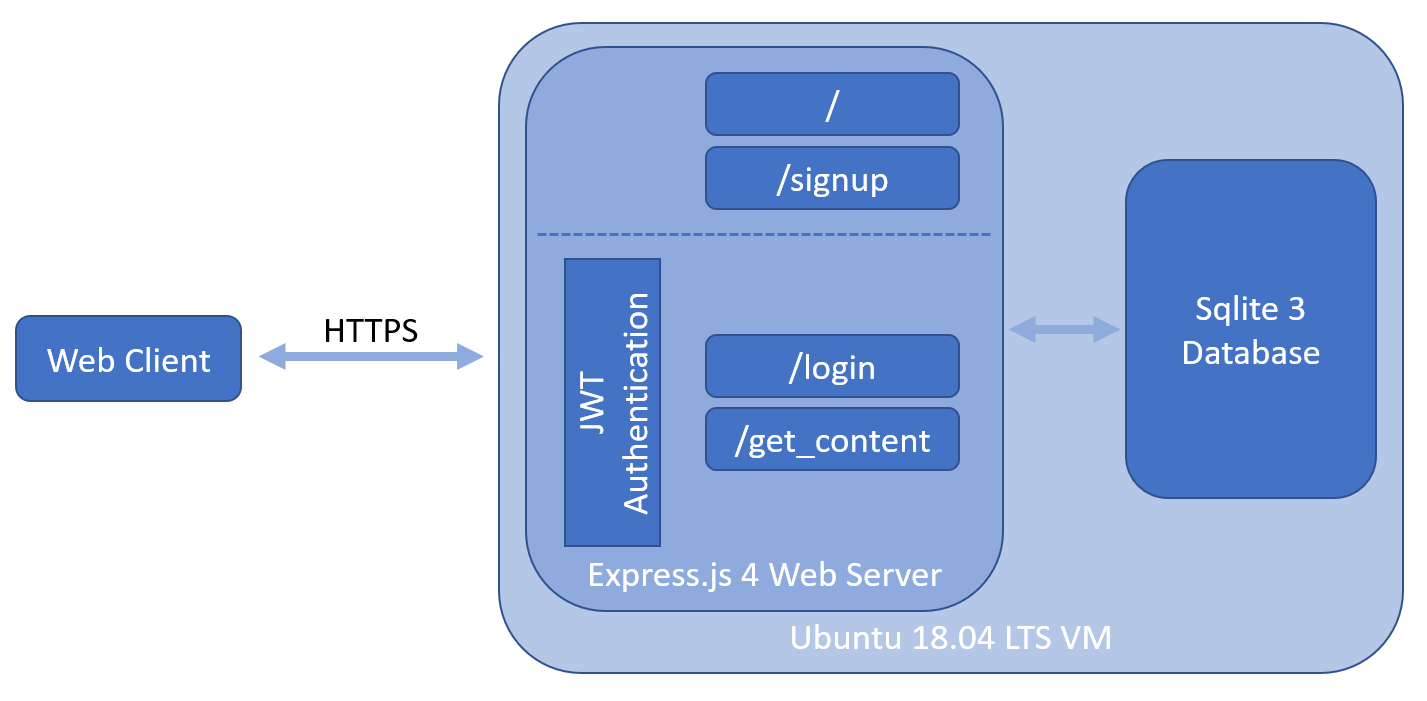 /
/signup
HTTPS
Web Client
JWT
Authentication
/login
/get_content
Sqlite 3
Database
Express.js 4 Web Server
Ubuntu 18.04 LTS VM